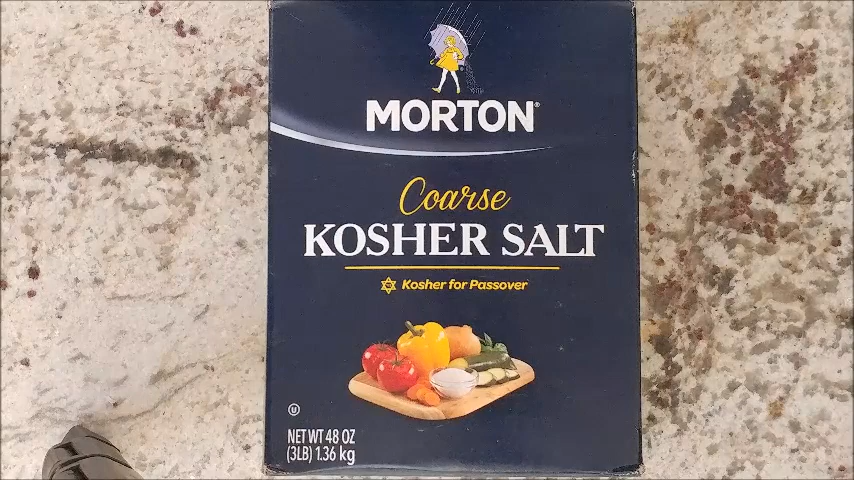 MORTON®
Coarse
KOSHER SALT
Kosher for Passover
U
NET WT 48 OZ
(3LB) 1.36 kg